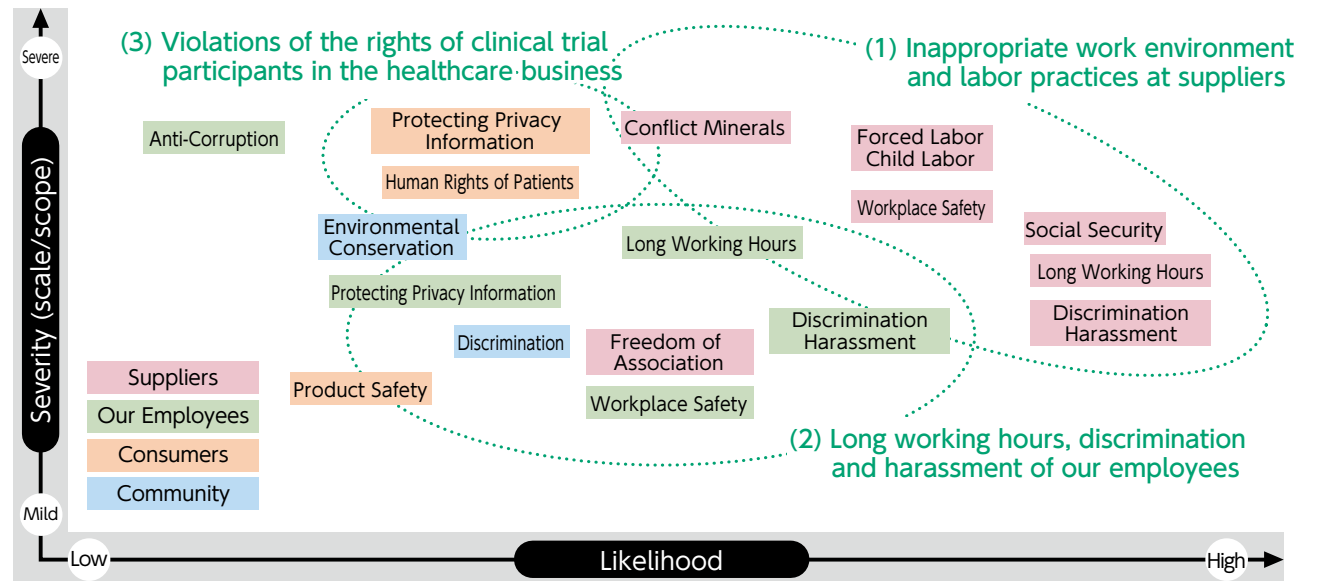 Severe
(3) Violations of the rights of clinical trial
participants in the healthcare business
(1) Inappropriate work environment
and labor practices at suppliers
Anti-Corruption
Protecting Privacy
Information
Conflict Minerals
Forced Labor
Child Labor
Human Rights of Patients
Workplace Safety
Environmental
Conservation
Long Working Hours
Social Security
Long Working Hours
Protecting Privacy Information
Discrimination
Harassment
Discrimination
Harassment
Discrimination
Freedom of
Association
Product Safety
Workplace Safety
Suppliers
Our Employees
Consumers
Community
(2) Long working hours, discrimination
and harassment of our employees
Severity (scale/scope)
Mild
Low
Likelihood
High